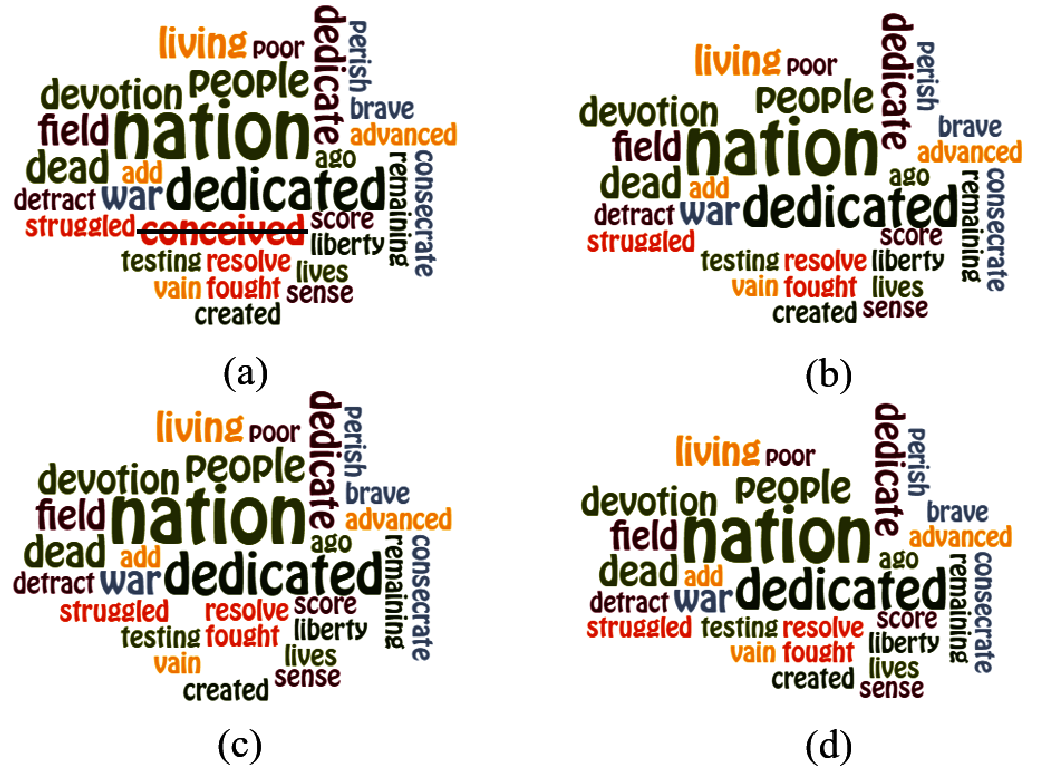 living poor dedicate perish
devotion people brave
field nation advanced
dead add ago remaining consecrate
detract war dedicated
struggled conceived score
liberty
testing resolve lives
vain fought sense
created
(a)
living poor dedicate perish
devotion people brave
field nation advanced
dead add ago remaining consecrate
detract war dedicated
struggled score
testing resolve liberty
vain fought lives
created sense
(b)
living poor dedicate perish
devotion people brave
field nation advanced
dead add ago remaining consecrate
detract war dedicated
struggled resolve score
testing fought liberty
vain lives
created sense
(c)
living poor dedicate perish
devotion people brave
field nation advanced
dead add ago remaining consecrate
detract war dedicated
struggled testing resolve score
vain fought liberty
created lives
sense
(d)